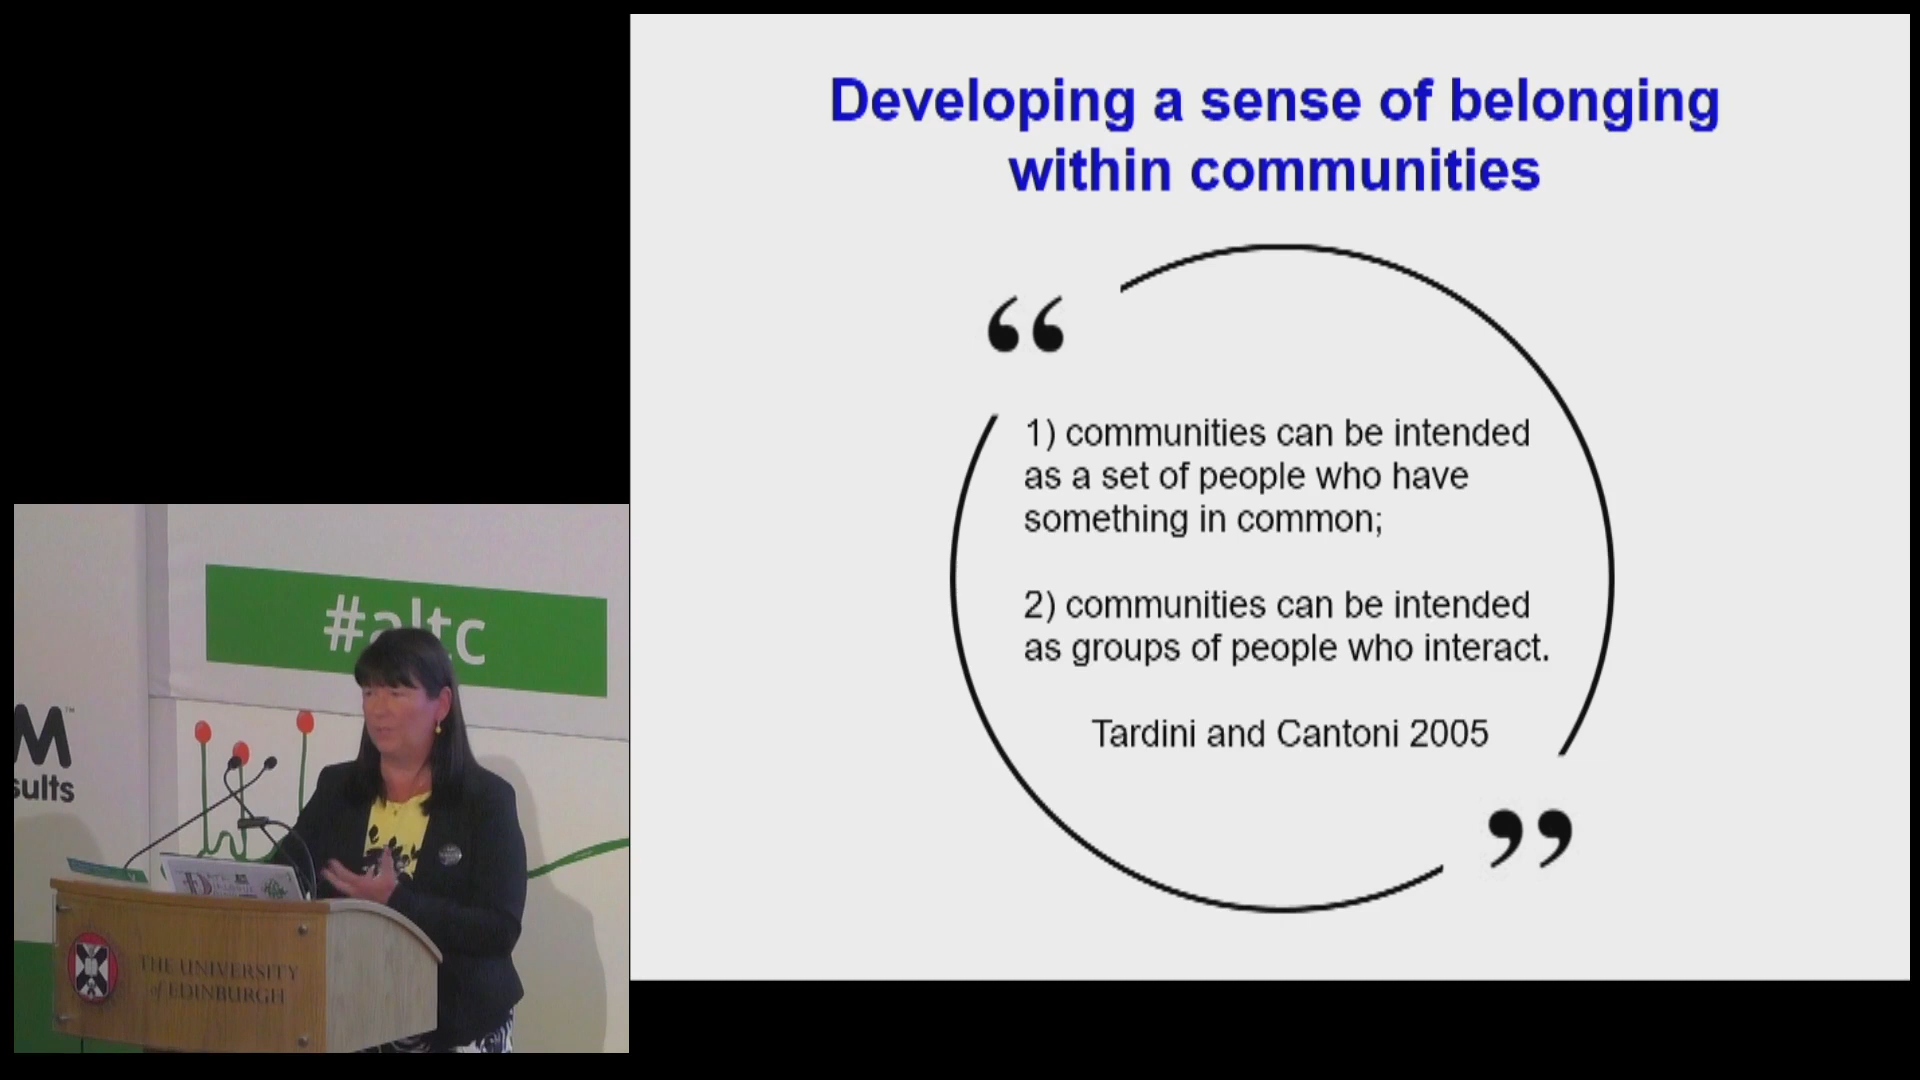 Developing a sense of belonging
within communities
“
1) communities can be intended
as a set of people who have
something in common;
2) communities can be intended
as groups of people who interact.
Tardini and Cantoni 2005
”
#altc
M™
sults
THE UNIVERSITY
of EDINBURGH